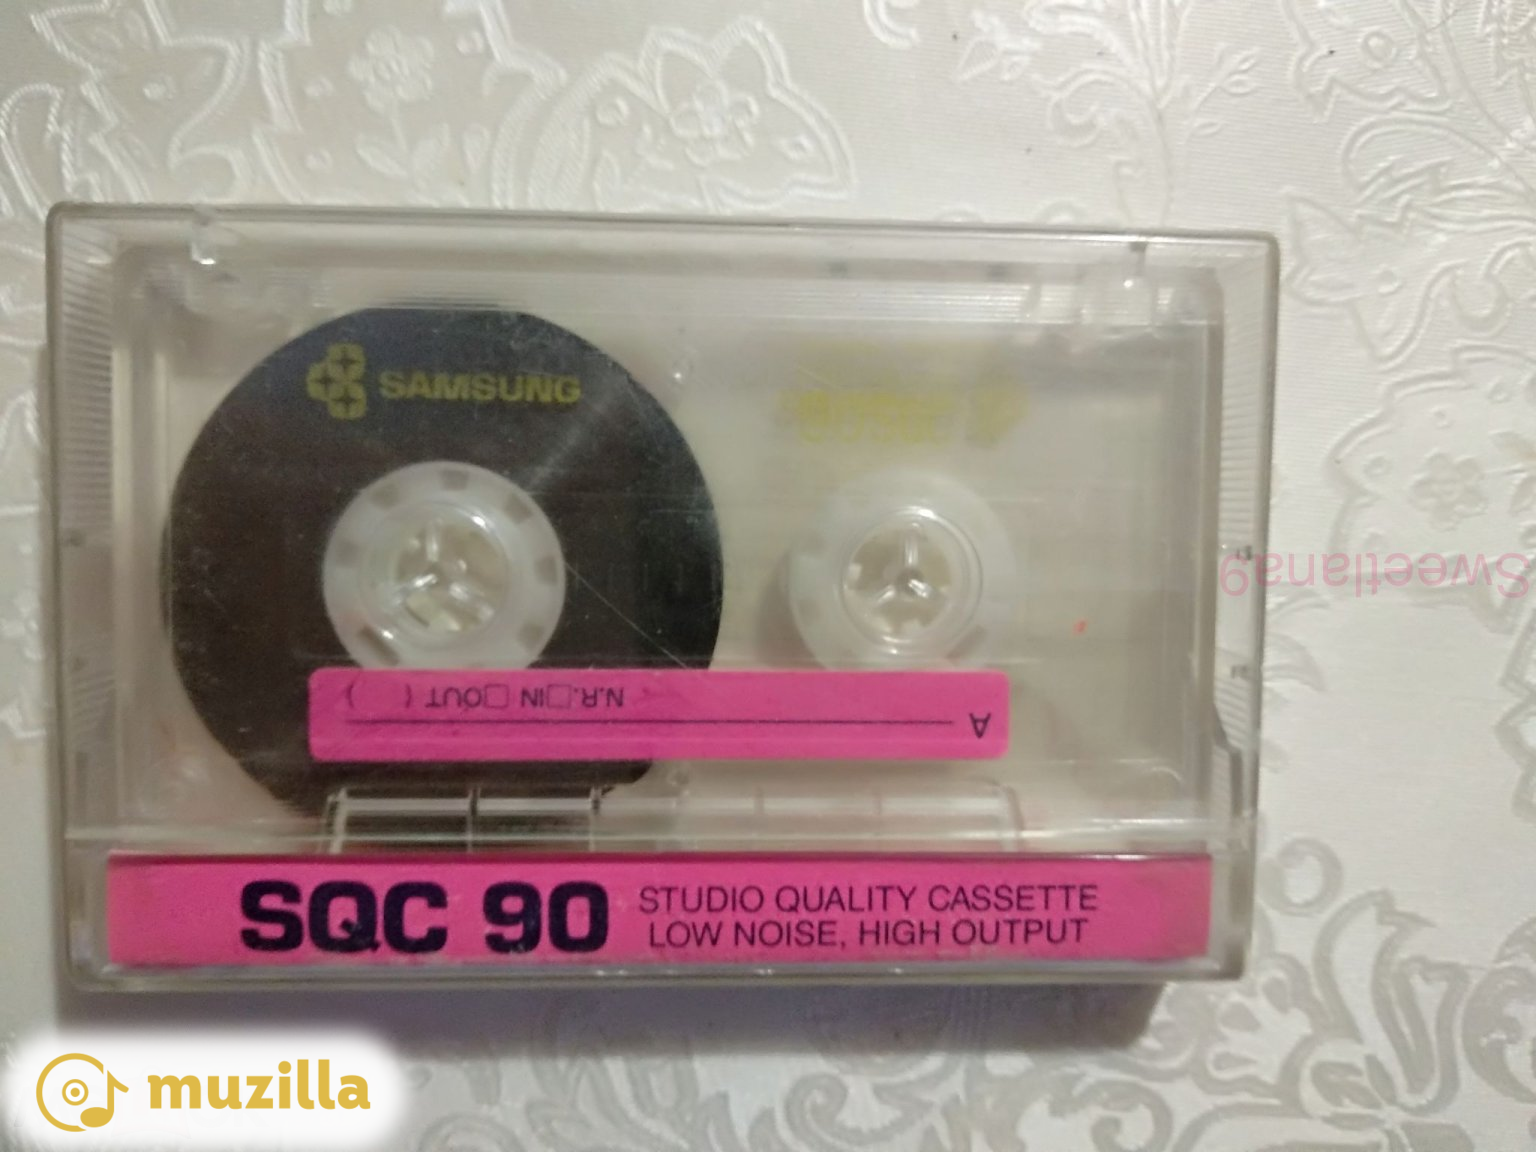 SAMSUNG
N.R. □IN □OUT ( )
A
SQC 90
STUDIO QUALITY CASSETTE
LOW NOISE, HIGH OUTPUT
Sweetlana9
muzilla